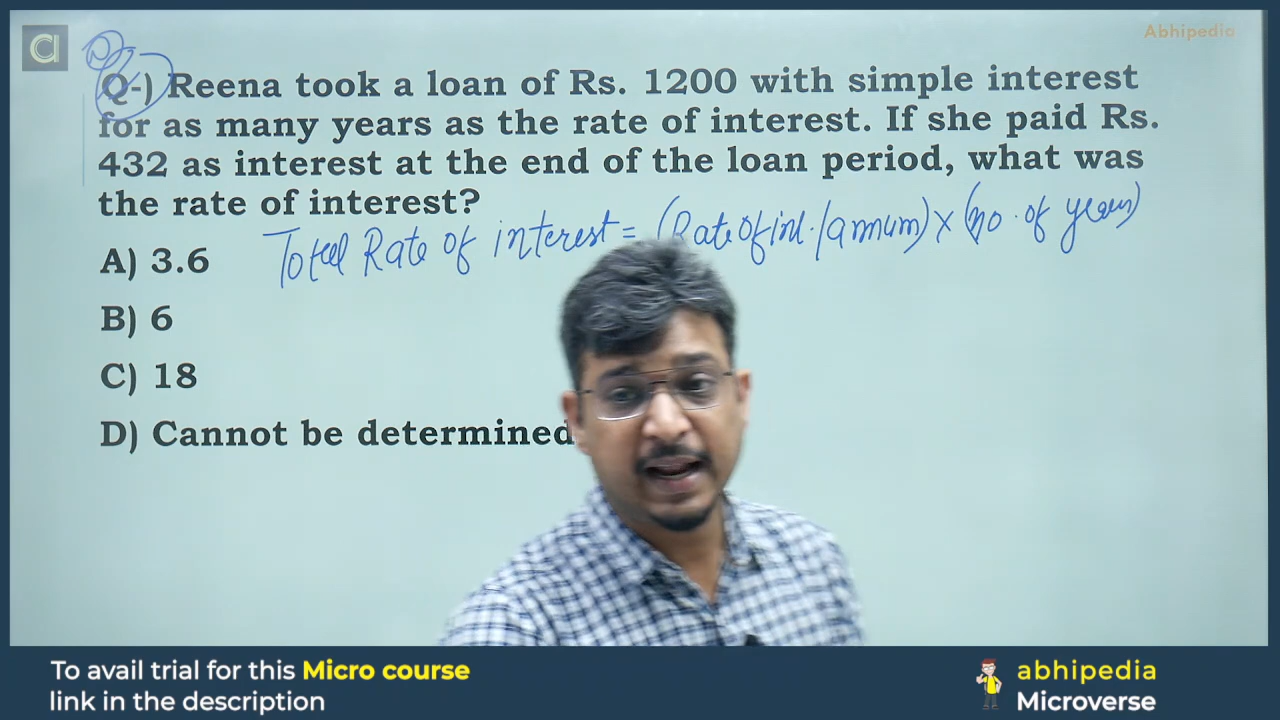 Abhipedia
Q-) Reena took a loan of Rs. 1200 with simple interest
for as many years as the rate of interest. If she paid Rs.
432 as interest at the end of the loan period, what was
the rate of interest?
Total Rate of interest = (Rate of int./annum) × (no. of years)
A) 3.6
B) 6
C) 18
D) Cannot be determined
To avail trial for this Micro course
link in the description
abhipedia
Microverse